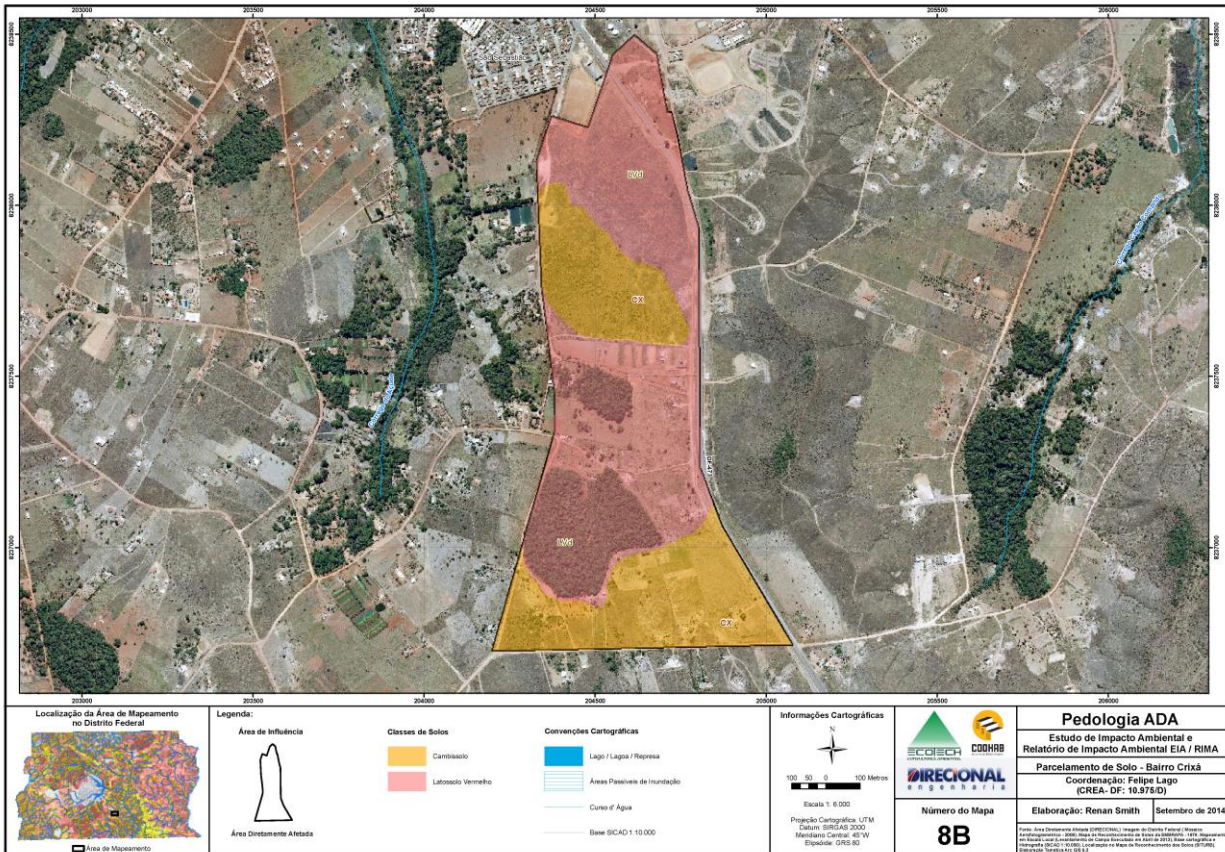 203000
203500
204000
204500
205000
205500
206000
8238500
8238500
São Sebastião
LVd
8238000
8238000
CX
8237500
8237500
DF-473
LVd
8237000
8237000
CX
203000
203500
204000
204500
205000
205500
206000
Localização da Área de Mapeamento
no Distrito Federal
Área de Mapeamento
Legenda:
Área de Influência
Área Diretamente Afetada
Classes de Solos
Cambissolo
Latossolo Vermelho
Convenções Cartográficas
Lago / Lagoa / Represa
Áreas Passíveis de Inundação
Curso d' Água
Base SICAD 1:10.000
Informações Cartográficas
N
100 50 0 100 Metros
Escala 1: 6.000
Projeção Cartográfica: UTM
Datum: SIRGAS 2000
Meridiano Central: 45°W
Elipsóide: GRS 80
ECOTECH
CODHAB
DIRECIONAL
engenharia
Número do Mapa
8B
Pedologia ADA
Estudo de Impacto Ambiental e
Relatório de Impacto Ambiental EIA / RIMA
Parcelamento de Solo - Bairro Crixá
Coordenação: Felipe Lago
(CREA- DF: 10.975/D)
Elaboração: Renan Smith
Setembro de 2014